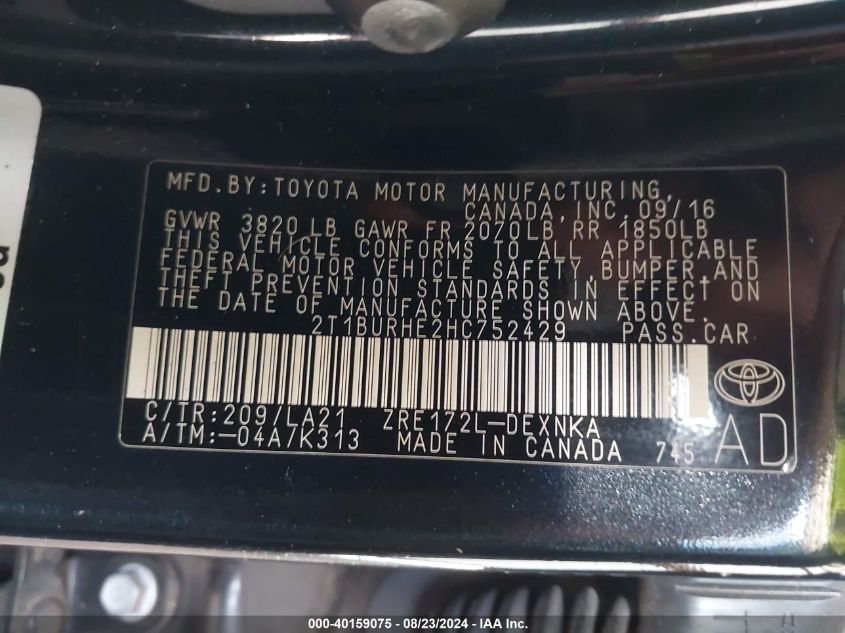 MFD.BY:TOYOTA MOTOR MANUFACTURING,
CANADA,INC.09/16
GVWR 3820LB GAWR FR 2070LB RR 1850LB
THIS VEHICLE CONFORMS TO ALL APPLICABLE
FEDERAL MOTOR VEHICLE SAFETY,BUMPER,AND
THEFT PREVENTION STANDARDS IN EFFECT ON
THE DATE OF MANUFACTURE SHOWN ABOVE.
2T1BURHE2HC752429 PASS.CAR
C/TR:209/LA21 ZRE172L-DEXNKA
A/TM:-04A/K313 MADE IN CANADA 745 AD
000-40159075 - 08/23/2024 - IAA Inc.